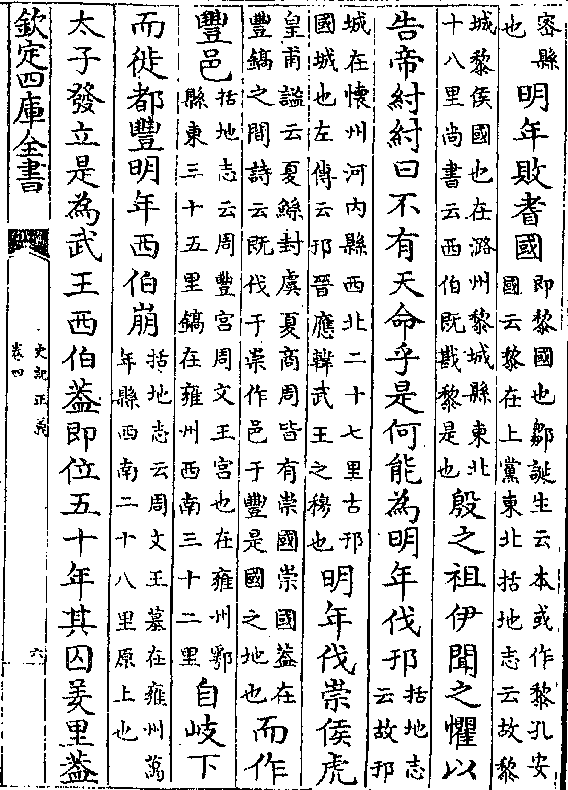 容縣也明年敗耆國即黎國也鄒誕生云本或作黎孔安國云黎在上黨東北括地志云故黎
城黎侯國也在潞州黎城縣東北十八里尚書云西伯既戡黎是也殷之祖伊聞之懼以
告帝紂紂曰不有天命乎是何能為明年伐邘括地志云故邘
城在懷州河內縣西北二十七里古邘國城也左傳云邘晉應韓武王之穆也明年伐崇侯虎
皇甫謐云夏鯀封虞夏商周皆有崇國崇國葢在豐鎬之間詩云既伐于崇作邑于豐是國之地也而作
豐邑括地志云周豐宮周文王宮也在雍州鄠縣東三十五里鎬在雍州西南三十二里自岐下
而徙都豐明年西伯崩括地志云周文王墓在雍州萬年縣西南二十八里原上也
太子發立是為武王西伯葢即位五十年其囚姜里葢
欽定四庫全書
史記正義
卷四
六